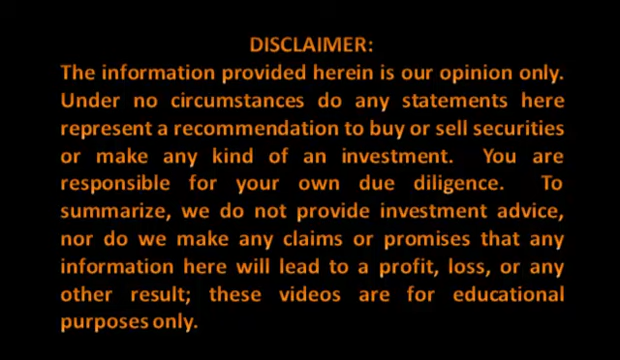 DISCLAIMER:
The information provided herein is our opinion only.
Under no circumstances do any statements here
represent a recommendation to buy or sell securities
or make any kind of an investment. You are
responsible for your own due diligence. To
summarize, we do not provide investment advice,
nor do we make any claims or promises that any
information here will lead to a profit, loss, or any
other result; these videos are for educational
purposes only.